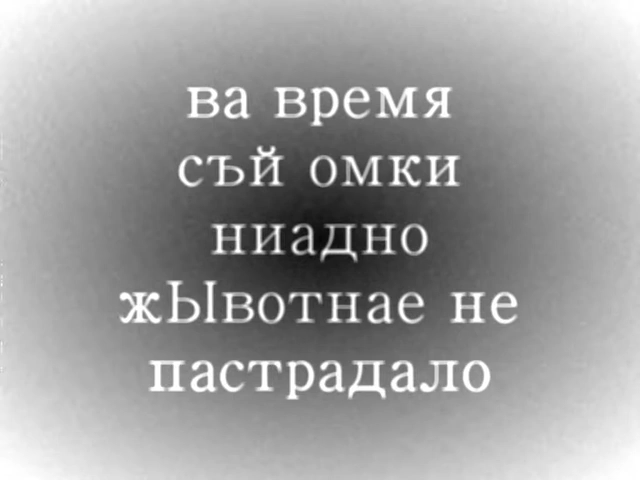 ва время
съй омки
ниадно
жЫвотнае не
пастрадало